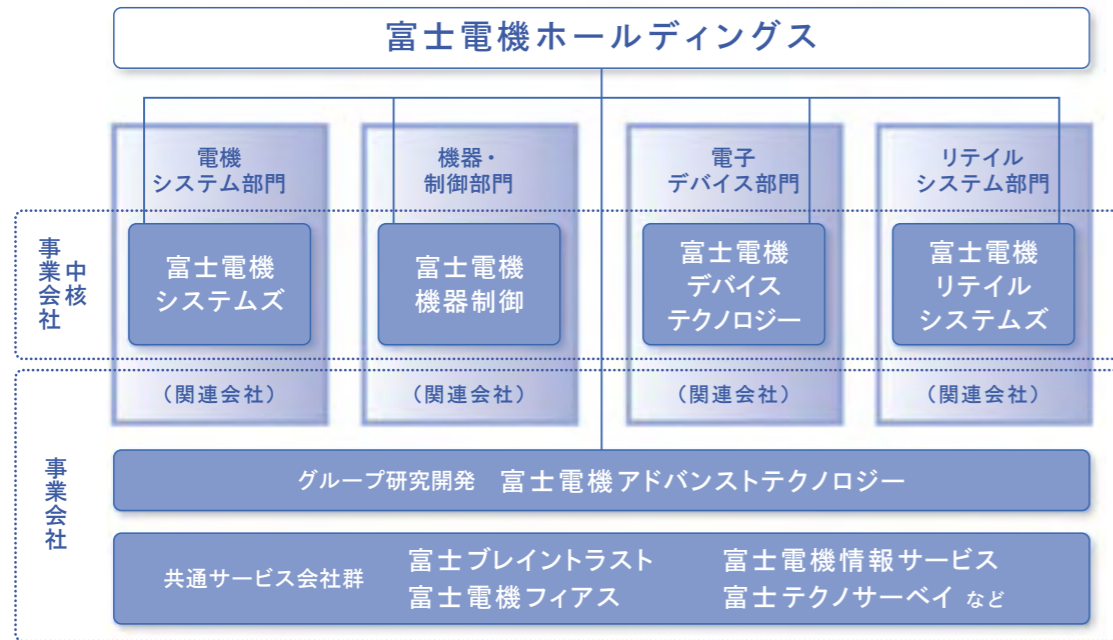 富士電機ホールディングス
電機
システム部門
機器・
制御部門
電子
デバイス部門
リテイル
システム部門
中核
事業会社
富士電機
システムズ
富士電機
機器制御
富士電機
デバイス
テクノロジー
富士電機
リテイル
システムズ
（関連会社）
（関連会社）
（関連会社）
（関連会社）
事業会社
グループ研究開発 富士電機アドバンストテクノロジー
共通サービス会社群
富士ブレイントラスト
富士電機情報サービス
富士電機フィアス
富士テクノサーベイ など